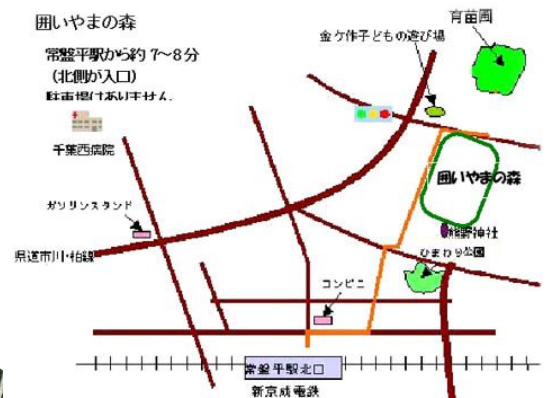 囲いやまの森
常盤平駅から約 7～8 分
（北側が入口）
駐車場はありません
金ケ作子どもの遊び場
育苗圃
千葉西病院
囲いやまの森
ガソリンスタンド
熊野神社
県道市川・柏線
ひまわり公園
コンビニ
常盤平駅北口
新京成電鉄